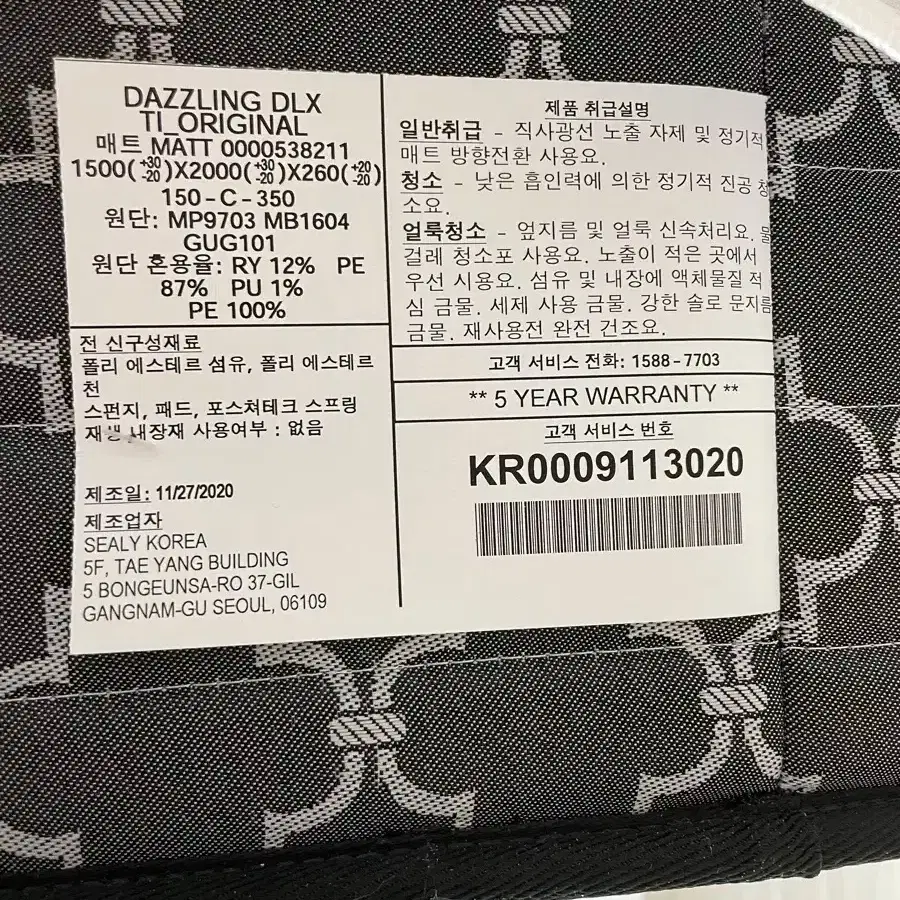 DAZZLING DLX
TI_ORIGINAL
매트 MATT 0000538211
1500(+30-20)X2000(+30-20)X260(+20-20)
150-C-350
원단: MP9703 MB1604
GUG101
원단 혼용율: RY 12% PE
87% PU 1%
PE 100%
전 신구성재료
폴리 에스테르 섬유, 폴리 에스테르
천
스펀지, 패드, 포스쳐테크 스프링
재생 내장재 사용여부 : 없음
제조일: 11/27/2020
제조업자
SEALY KOREA
5F, TAE YANG BUILDING
5 BONGEUNSA-RO 37-GIL
GANGNAM-GU SEOUL, 06109
제품 취급설명
일반취급 - 직사광선 노출 자제 및 정기적
매트 방향전환 사용요.
청소 - 낮은 흡인력에 의한 정기적 진공 청
소요.
얼룩청소 - 엎지름 및 얼룩 신속처리요. 물
걸레 청소포 사용요. 노출이 적은 곳에서
우선 시용요. 섬유 및 내장에 액체물질 적
심 금물. 세제 사용 금물. 강한 솔로 문지름
금물. 재사용전 완전 건조요.
고객 서비스 전화: 1588-7703
** 5 YEAR WARRANTY **
고객 서비스 번호
KR0009113020